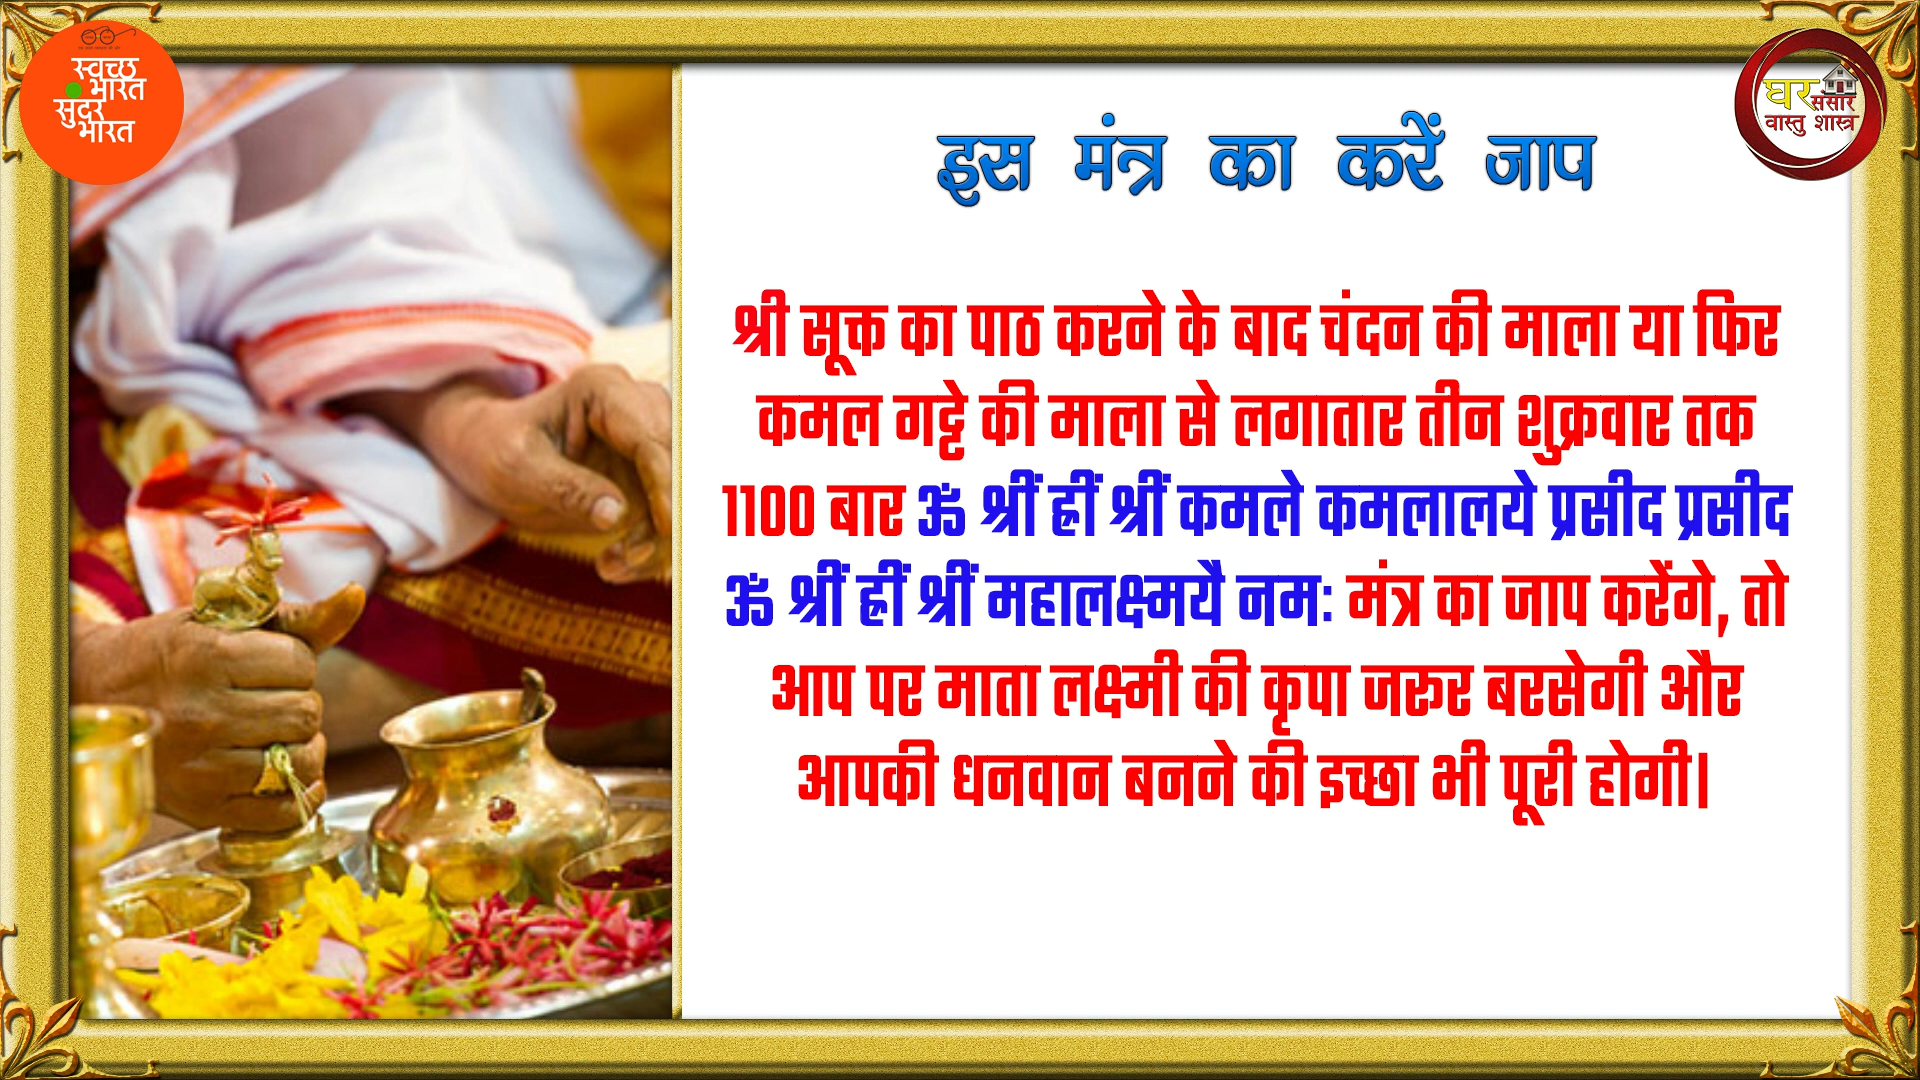 स्वच्छ
भारत
सुंदर
भारत
घर
संसार
वास्तु शास्त्र
इस मंत्र का करें जाप
श्री सूक्त का पाठ करने के बाद चंदन की माला या फिर
कमल गट्टे की माला से लगातार तीन शुक्रवार तक
1100 बार ॐ श्रीं ह्रीं श्रीं कमले कमलालये प्रसीद प्रसीद
ॐ श्रीं ह्रीं श्रीं महालक्ष्मयै नमः मंत्र का जाप करेंगे, तो
आप पर माता लक्ष्मी की कृपा जरूर बरसेगी और
आपकी धनवान बनने की इच्छा भी पूरी होगी।